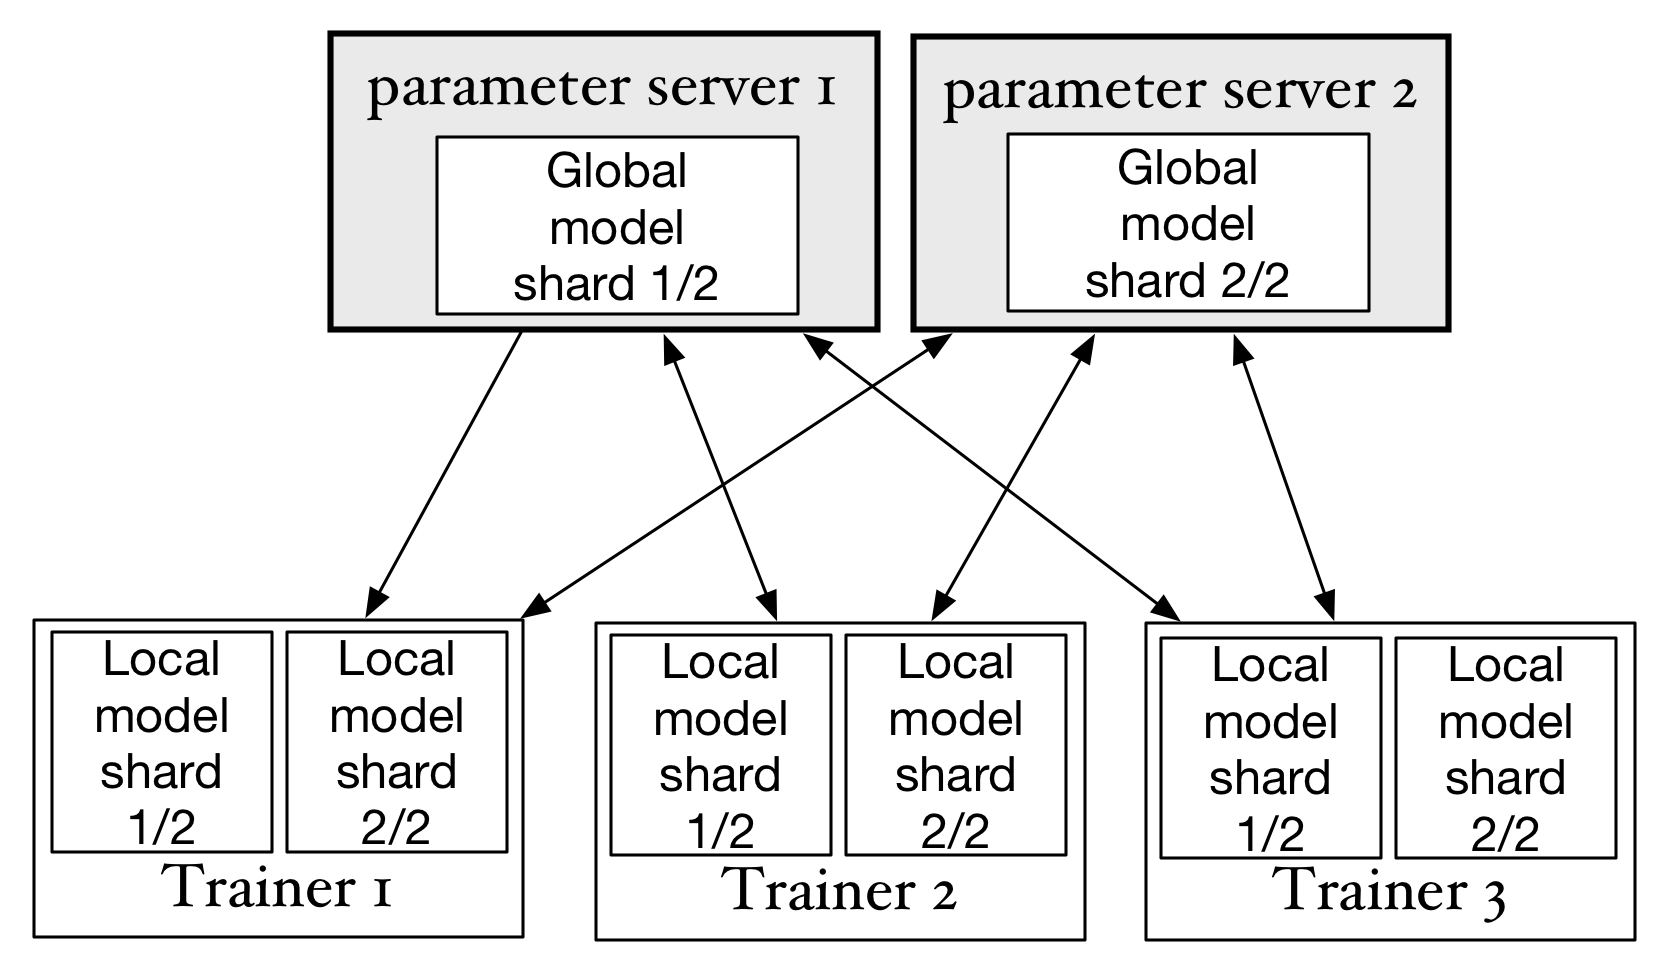 parameter server 1
Global
model
shard 1/2
parameter server 2
Global
model
shard 2/2
Local
model
shard
1/2
Local
model
shard
2/2
Trainer 1
Local
model
shard
1/2
Local
model
shard
2/2
Trainer 2
Local
model
shard
1/2
Local
model
shard
2/2
Trainer 3